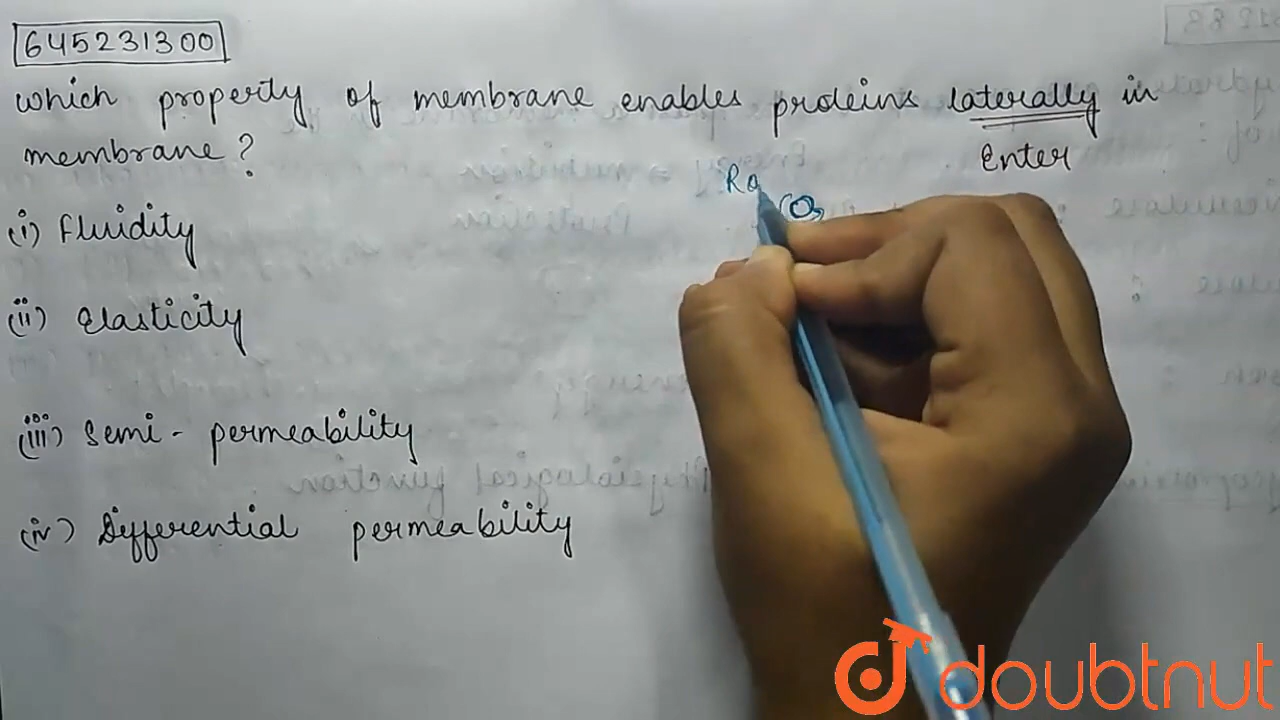 645231300
which property of membrane enables proteins laterally in
membrane?
Enter
(i) Fluidity
(ii) Elasticity
(iii) Semi-permeability
(iv) Differential permeability
doubtnut